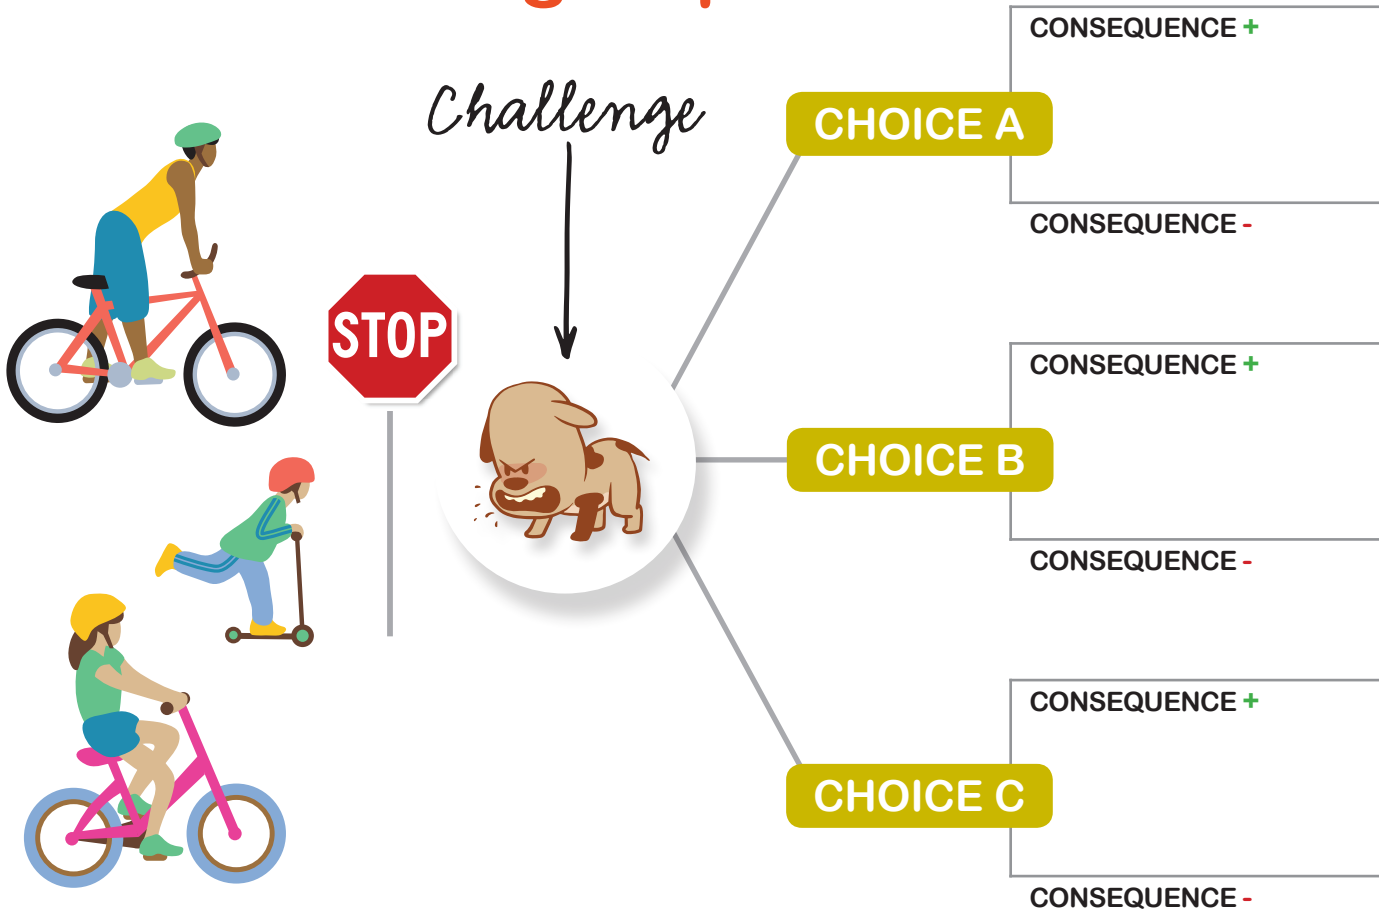 Challenge
STOP
CHOICE A
CONSEQUENCE +
CONSEQUENCE -
CHOICE B
CONSEQUENCE +
CONSEQUENCE -
CHOICE C
CONSEQUENCE +
CONSEQUENCE -